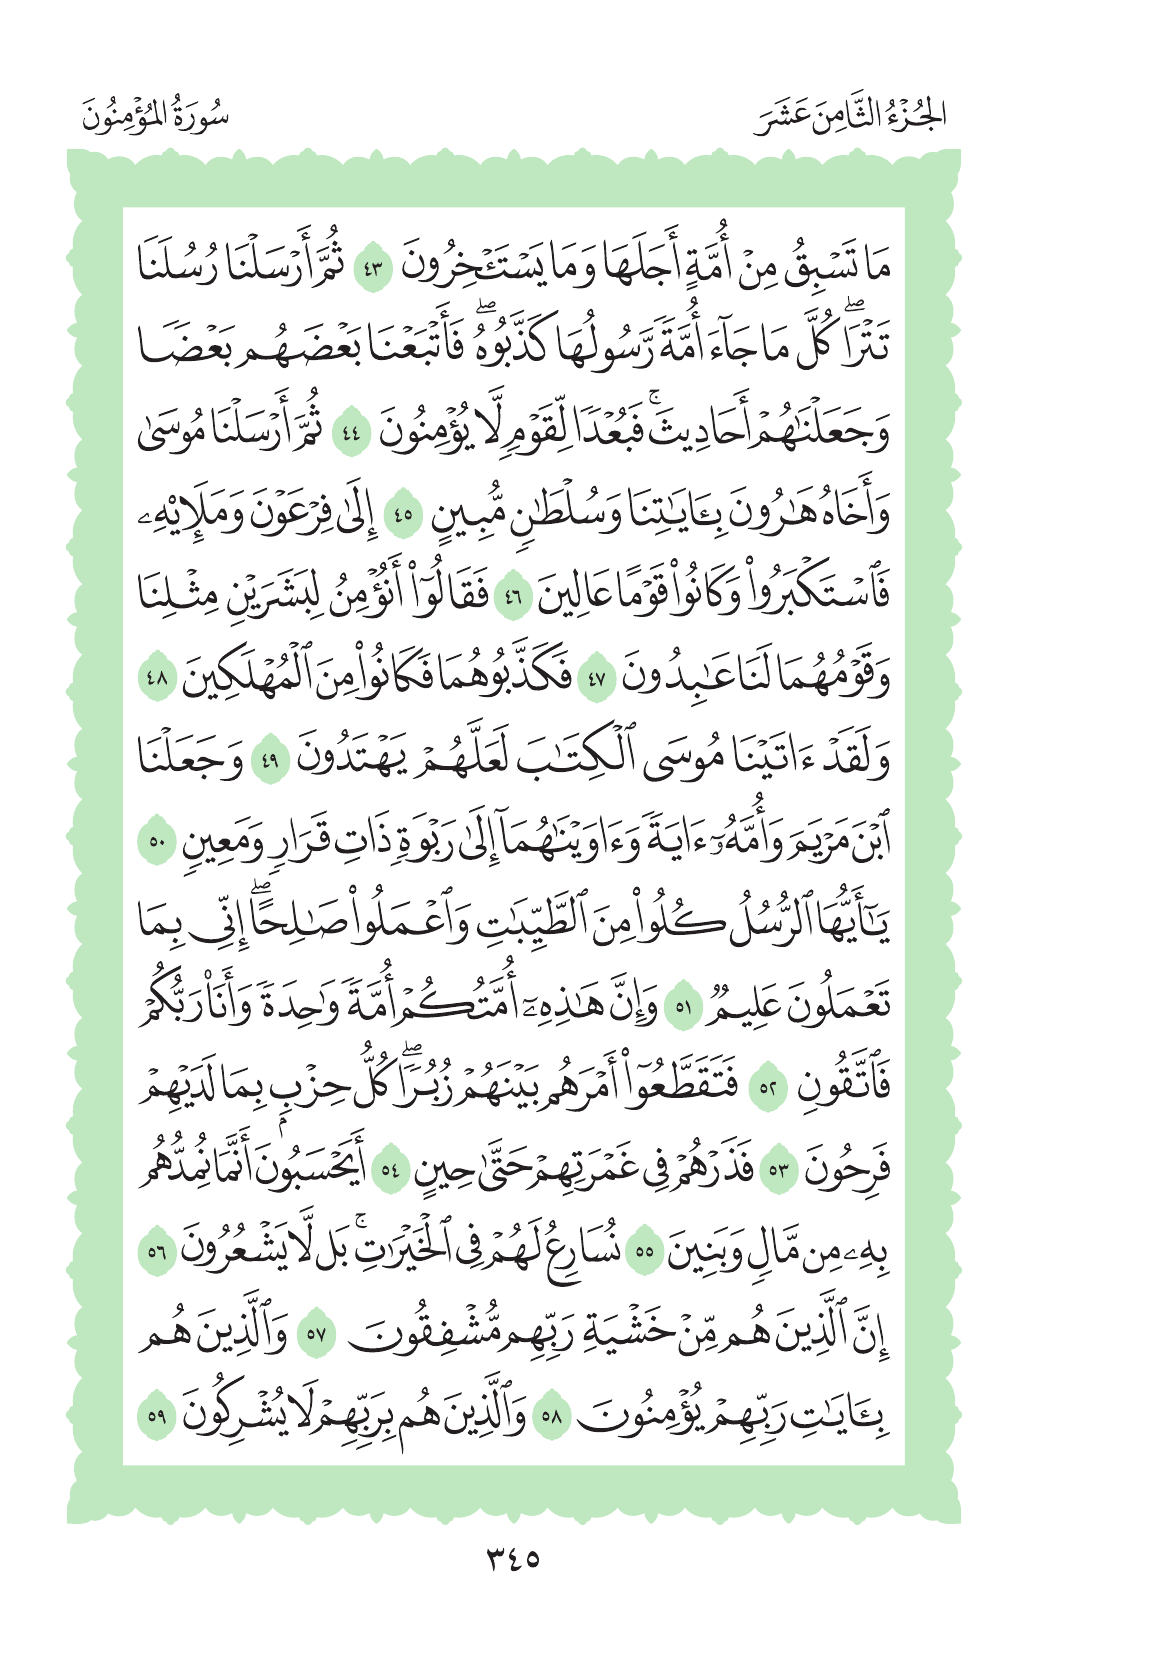 الجُزْءُ الثَّامِنَ عَشَرَ
سُورَةُ المُؤْمِنُونَ
مَا تَسْبِقُ مِنْ أُمَّةٍ أَجَلَهَا وَمَا يَسْتَـْٔخِرُونَ ٤٣ ثُمَّ أَرْسَلْنَا رُسُلَنَا
تَتْرَاۖ كُلَّ مَا جَآءَ أُمَّةً رَّسُولُهَا كَذَّبُوهُۖ فَأَتْبَعْنَا بَعْضَهُم بَعْضًا
وَجَعَلْنَٰهُمْ أَحَادِيثَۚ فَبُعْدًا لِّقَوْمٍ لَّا يُؤْمِنُونَ ٤٤ ثُمَّ أَرْسَلْنَا مُوسَىٰ
وَأَخَاهُ هَٰرُونَ بِـَٔايَٰتِنَا وَسُلْطَٰنٍ مُّبِينٍ ٤٥ إِلَىٰ فِرْعَوْنَ وَمَلَإِي۟هِۦ
فَٱسْتَكْبَرُوا۟ وَكَانُوا۟ قَوْمًا عَالِينَ ٤٦ فَقَالُوٓا۟ أَنُؤْمِنُ لِبَشَرَيْنِ مِثْلِنَا
وَقَوْمُهُمَا لَنَا عَٰبِدُونَ ٤٧ فَكَذَّبُوهُمَا فَكَانُوا۟ مِنَ ٱلْمُهْلَكِينَ ٤٨
وَلَقَدْ ءَاتَيْنَا مُوسَى ٱلْكِتَٰبَ لَعَلَّهُمْ يَهْتَدُونَ ٤٩ وَجَعَلْنَا
ٱبْنَ مَرْيَمَ وَأُمَّهُۥٓ ءَايَةً وَءَاوَيْنَٰهُمَآ إِلَىٰ رَبْوَةٍ ذَاتِ قَرَارٍ وَمَعِينٍ ٥٠
يَٰٓأَيُّهَا ٱلرُّسُلُ كُلُوا۟ مِنَ ٱلطَّيِّبَٰتِ وَٱعْمَلُوا۟ صَٰلِحًاۖ إِنِّى بِمَا
تَعْمَلُونَ عَلِيمٌ ٥١ وَإِنَّ هَٰذِهِۦٓ أُمَّتُكُمْ أُمَّةً وَٰحِدَةً وَأَنَا۠ رَبُّكُمْ
فَٱتَّقُونِ ٥٢ فَتَقَطَّعُوٓا۟ أَمْرَهُم بَيْنَهُمْ زُبُرًاۖ كُلُّ حِزْبٍۭ بِمَا لَدَيْهِمْ
فَرِحُونَ ٥٣ فَذَرْهُمْ فِى غَمْرَتِهِمْ حَتَّىٰ حِينٍ ٥٤ أَيَحْسَبُونَ أَنَّمَا نُمِدُّهُم
بِهِۦ مِن مَّالٍ وَبَنِينَ ٥٥ نُسَارِعُ لَهُمْ فِى ٱلْخَيْرَٰتِۚ بَل لَّا يَشْعُرُونَ ٥٦
إِنَّ ٱلَّذِينَ هُم مِّنْ خَشْيَةِ رَبِّهِم مُّشْفِقُونَ ٥٧ وَٱلَّذِينَ هُم
بِـَٔايَٰتِ رَبِّهِمْ يُؤْمِنُونَ ٥٨ وَٱلَّذِينَ هُم بِرَبِّهِمْ لَا يُشْرِكُونَ ٥٩
٣٤٥